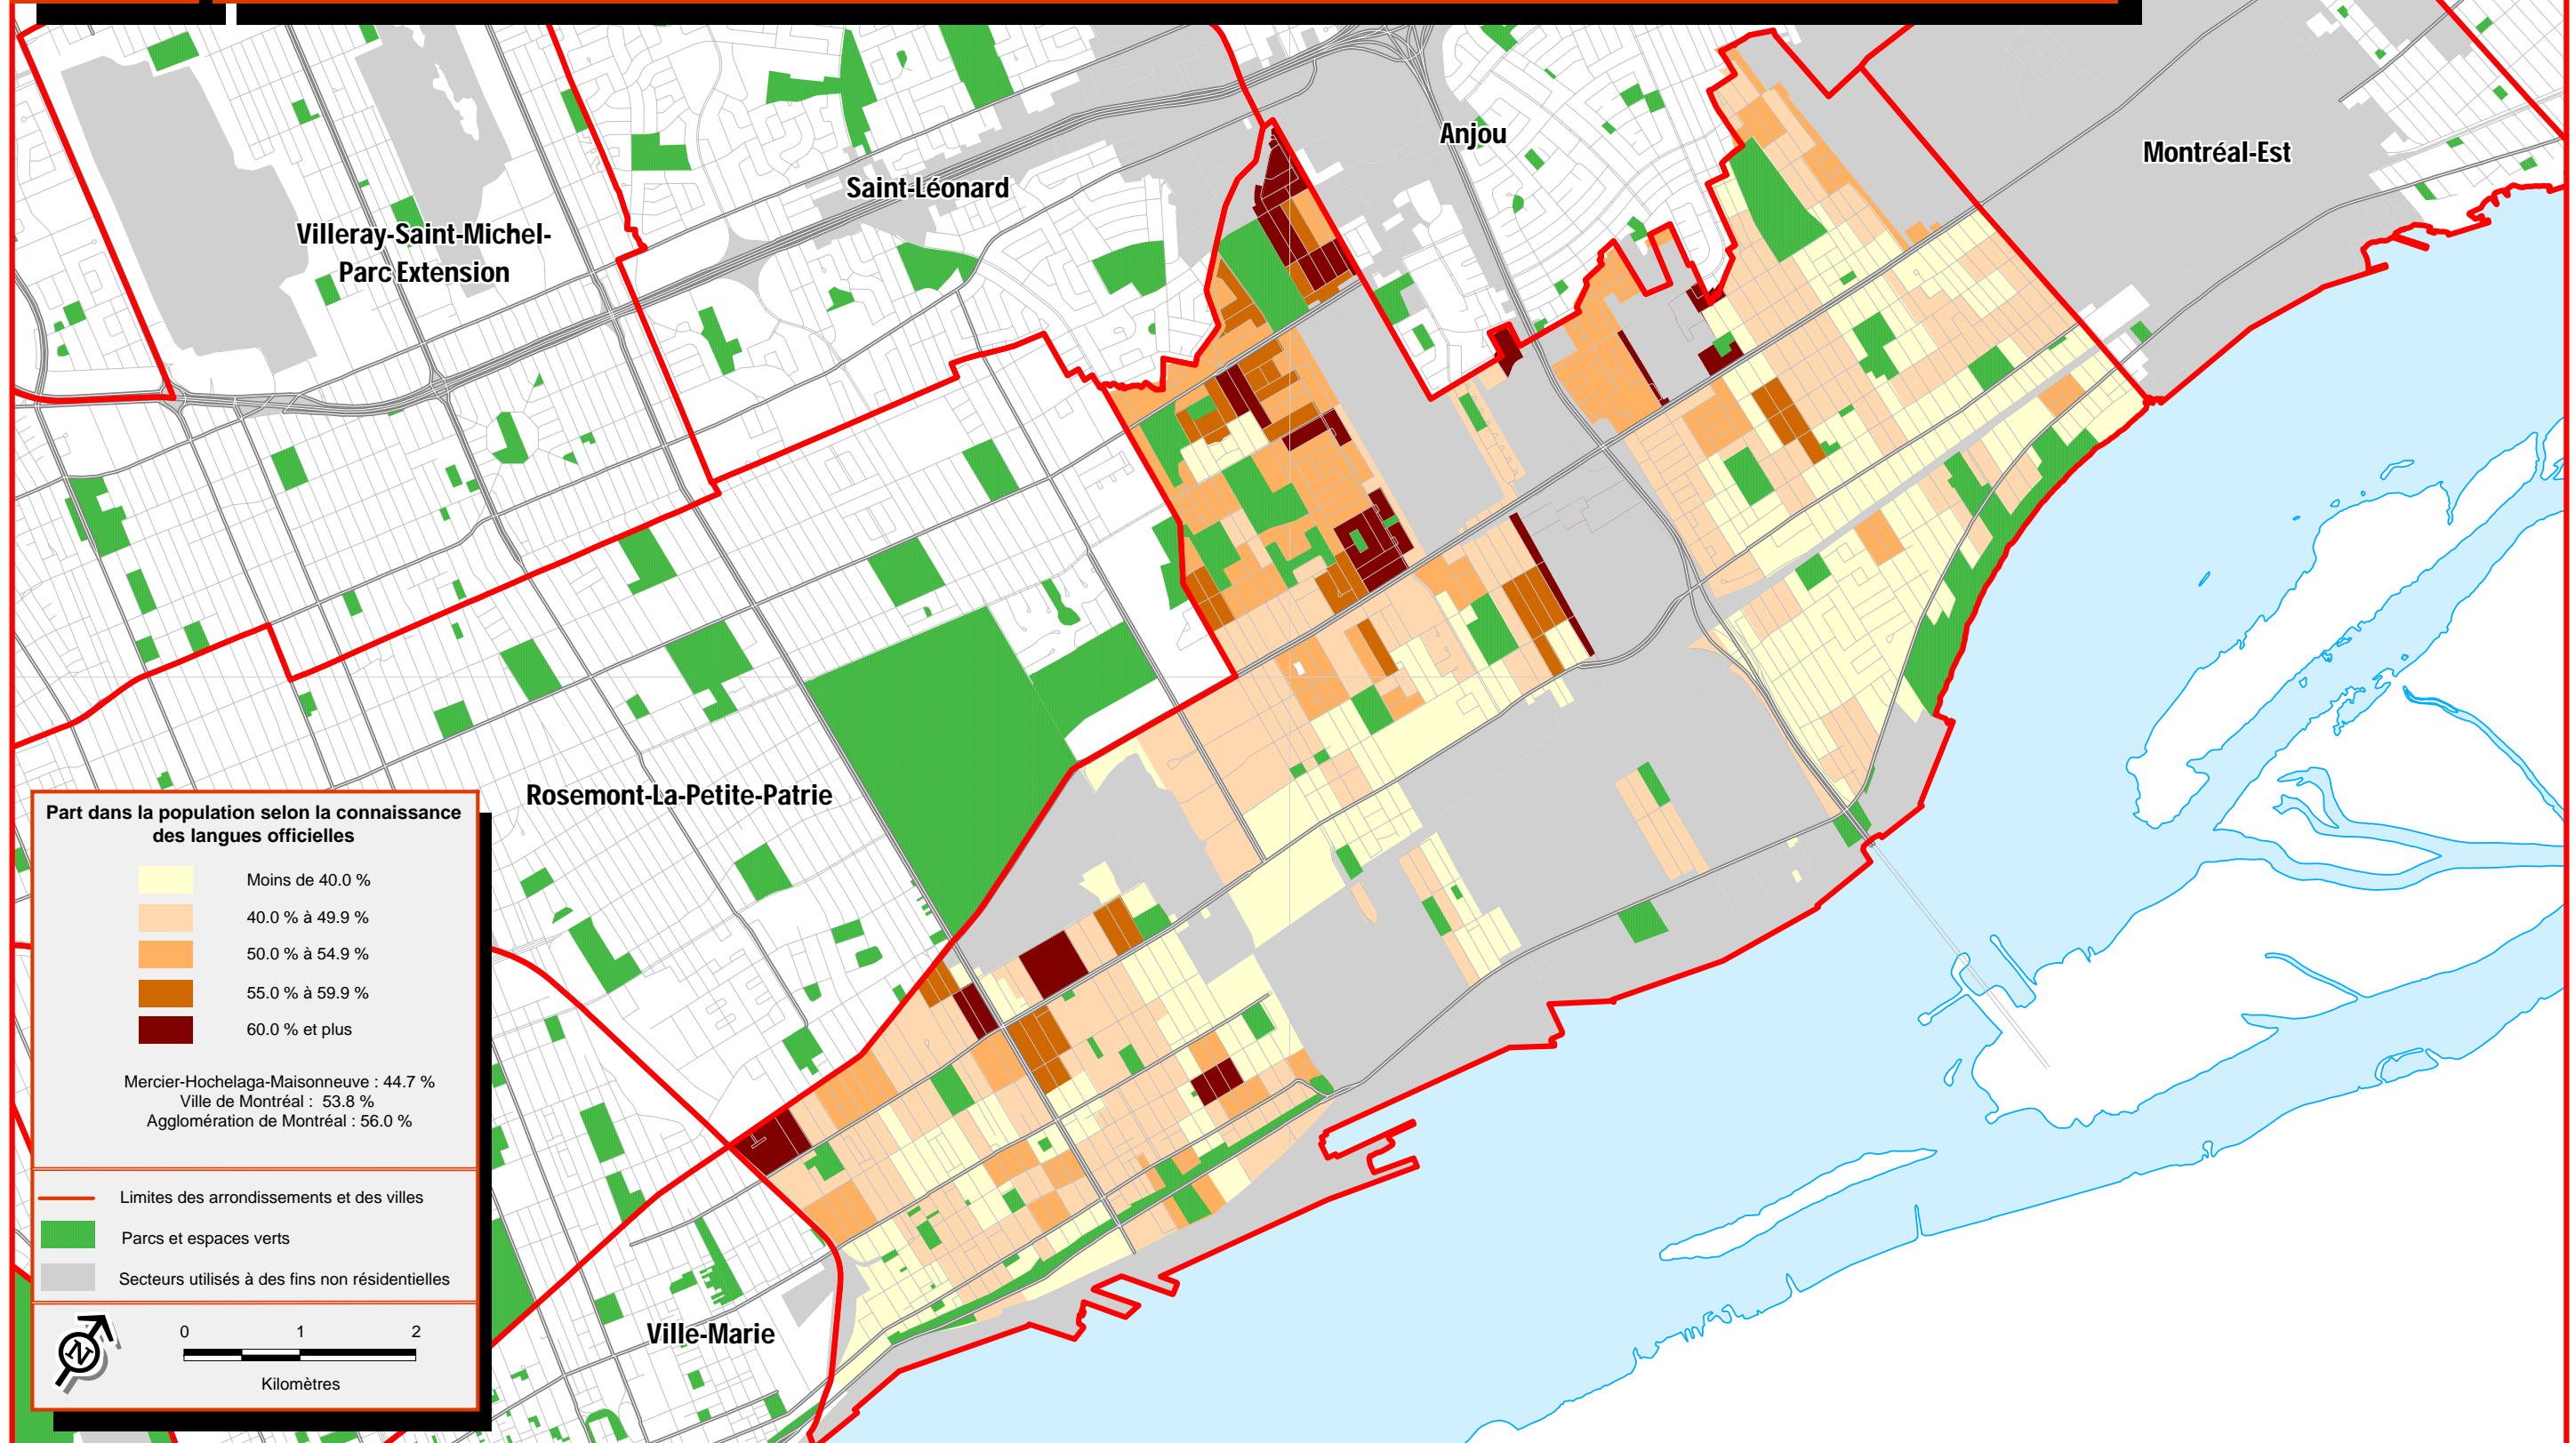 Anjou
Montréal-Est
Saint-Léonard
Villeray-Saint-Michel-
Parc Extension
Rosemont-La-Petite-Patrie
Ville-Marie
Part dans la population selon la connaissance
des langues officielles
Moins de 40.0 %
40.0 % à 49.9 %
50.0 % à 54.9 %
55.0 % à 59.9 %
60.0 % et plus
Mercier-Hochelaga-Maisonneuve : 44.7 %
Ville de Montréal : 53.8 %
Agglomération de Montréal : 56.0 %
Limites des arrondissements et des villes
Parcs et espaces verts
Secteurs utilisés à des fins non résidentielles
N
0 1 2
Kilomètres